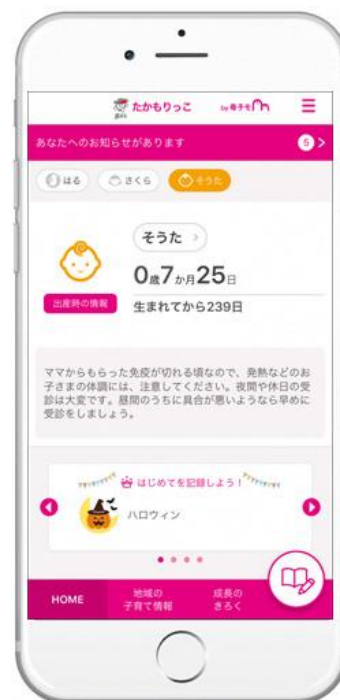 たかもりっこ by 母子モ
あなたへのお知らせがあります 5
はる さくら そうた
そうた
0歳7か月25日
出産時の情報
生まれてから239日
ママからもらった免疫が切れる頃なので、発熱などのお
子さまの体調には、注意してください。夜間や休日の受
診は大変です。昼間のうちに具合が悪いようなら早めに
受診をしましょう。
はじめてを記録しよう！
ハロウィン
HOME
地域の
子育て情報
成長の
きろく